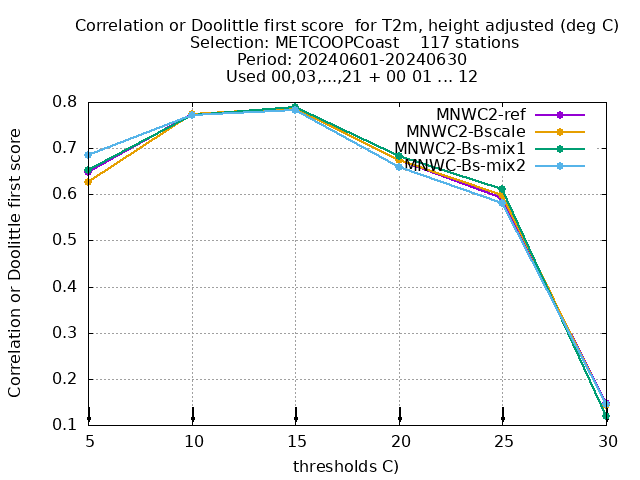 Correlation or Doolittle first score  for T2m, height adjusted (deg C)
Selection: METCOOPCoast    117 stations
Period: 20240601-20240630
Used 00,03,...,21 + 00 01 ... 12
Correlation or Doolittle first score
0.8
0.7
0.6
0.5
0.4
0.3
0.2
0.1
MNWC2-ref
MNWC2-Bscale
MNWC2-Bs-mix1
MNWC-Bs-mix2
5 10 15 20 25 30
thresholds C)